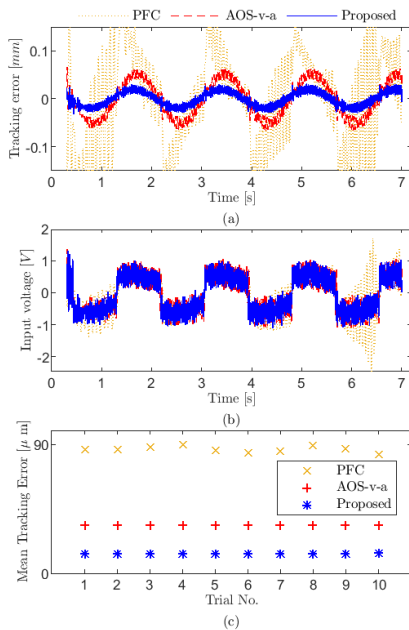 PFC AOS-v-a Proposed
0.1
0
-0.1
Tracking error [mm]
0 1 2 3 4 5 6 7
Time [s]
(a)
2
1
0
-1
-2
Input voltage [V]
0 1 2 3 4 5 6 7
Time [s]
(b)
90
0
Mean Tracking Error [μ m]
PFC
AOS-v-a
Proposed
1 2 3 4 5 6 7 8 9 10
Trial No.
(c)